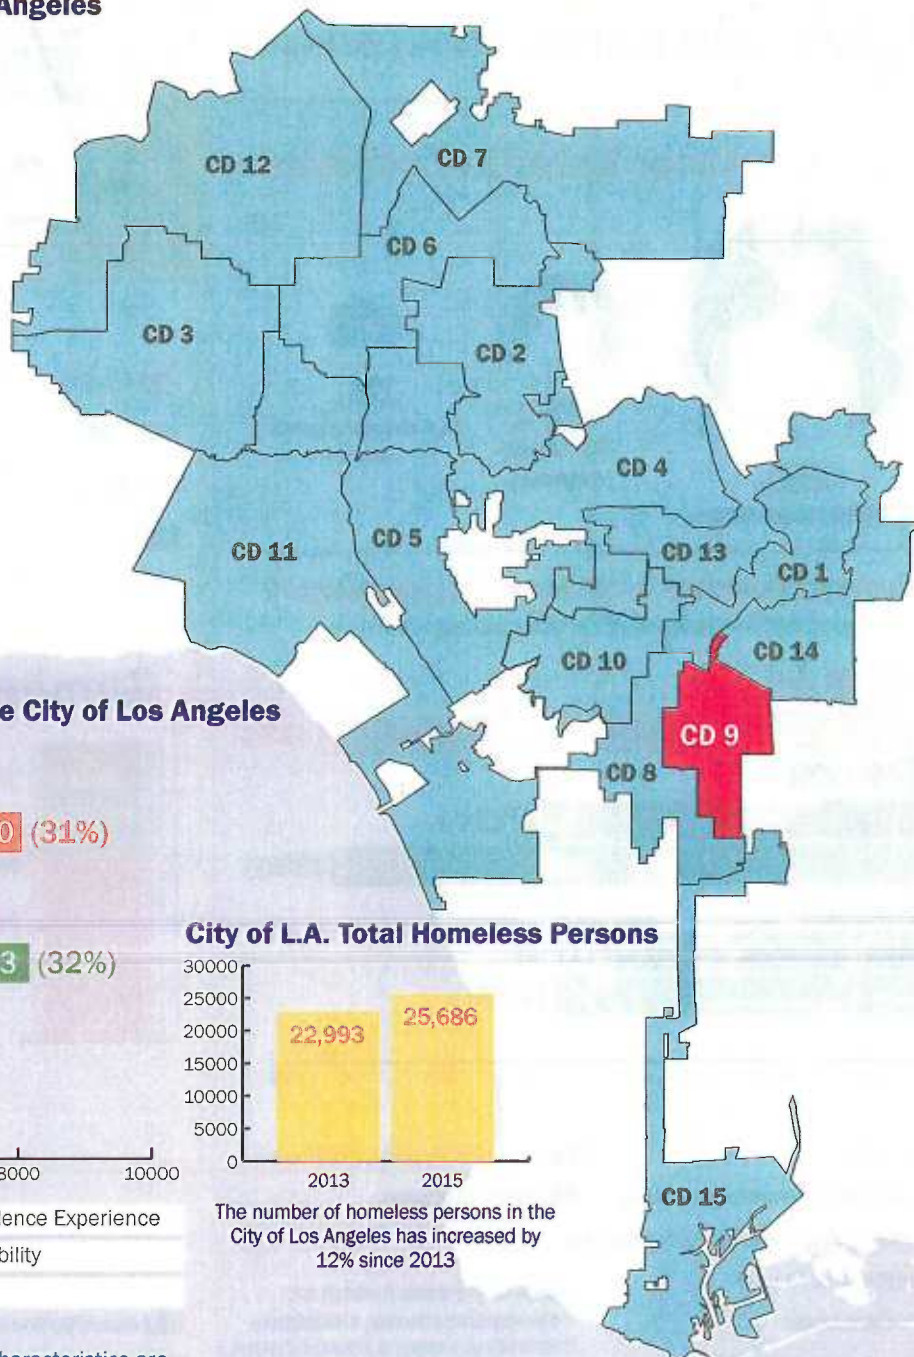 Angeles
CD 12
CD 7
CD 6
CD 3
CD 2
CD 4
CD 11
CD 5
CD 13
CD 1
CD 10
CD 14
CD 9
CD 8
CD 15
e City of Los Angeles
0 (31%)
3 (32%)
8000 10000
lence Experience
bility
City of L.A. Total Homeless Persons
30000
25000
20000
15000
10000
5000
0
22,993
25,686
2013 2015
The number of homeless persons in the
City of Los Angeles has increased by
12% since 2013
haracteristics are